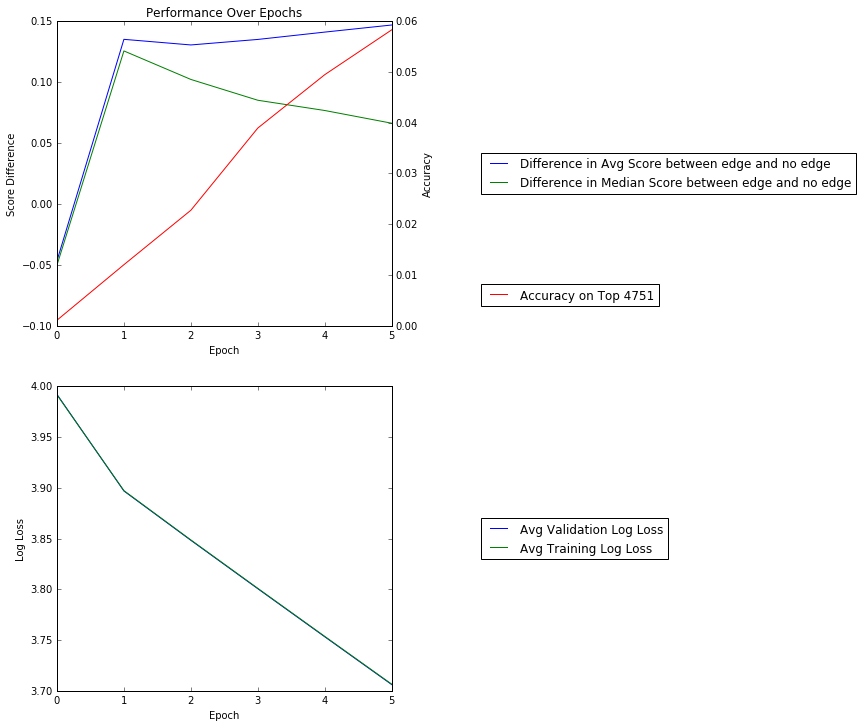 Performance Over Epochs
0.15
0.10
0.05
0.00
−0.05
−0.10
Score Difference
0.06
0.05
0.04
0.03
0.02
0.01
0.00
Accuracy
0 1 2 3 4 5
Epoch
Difference in Avg Score between edge and no edge
Difference in Median Score between edge and no edge
Accuracy on Top 4751
4.00
3.95
3.90
3.85
3.80
3.75
3.70
Log Loss
0 1 2 3 4 5
Epoch
Avg Validation Log Loss
Avg Training Log Loss